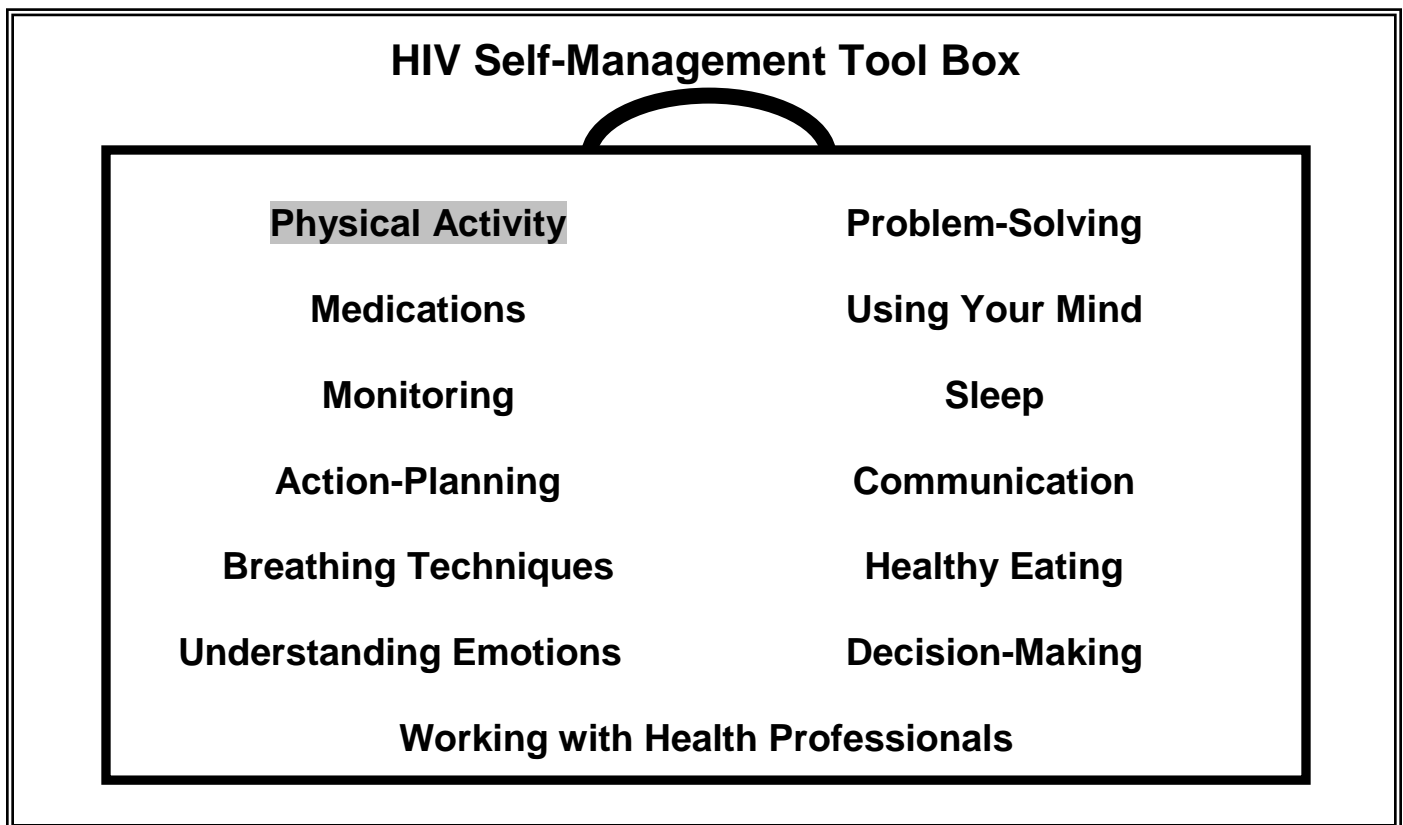 HIV Self-Management Tool Box
Physical Activity Problem-Solving
Medications Using Your Mind
Monitoring Sleep
Action-Planning Communication
Breathing Techniques Healthy Eating
Understanding Emotions Decision-Making
Working with Health Professionals